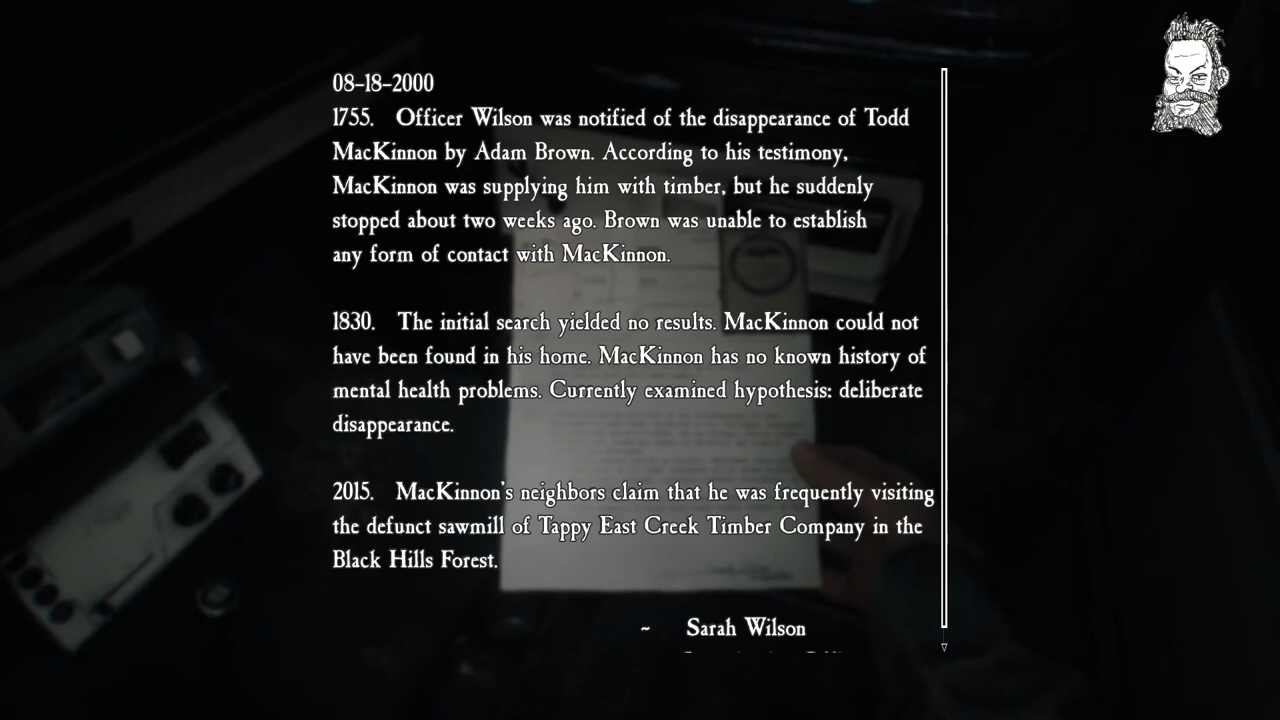 08-18-2000
1755. Officer Wilson was notified of the disappearance of Todd
MacKinnon by Adam Brown. According to his testimony,
MacKinnon was supplying him with timber, but he suddenly
stopped about two weeks ago. Brown was unable to establish
any form of contact with MacKinnon.
1830. The initial search yielded no results. MacKinnon could not
have been found in his home. MacKinnon has no known history of
mental health problems. Currently examined hypothesis: deliberate
disappearance.
2015. MacKinnon's neighbors claim that he was frequently visiting
the defunct sawmill of Tappy East Creek Timber Company in the
Black Hills Forest.
~ Sarah Wilson